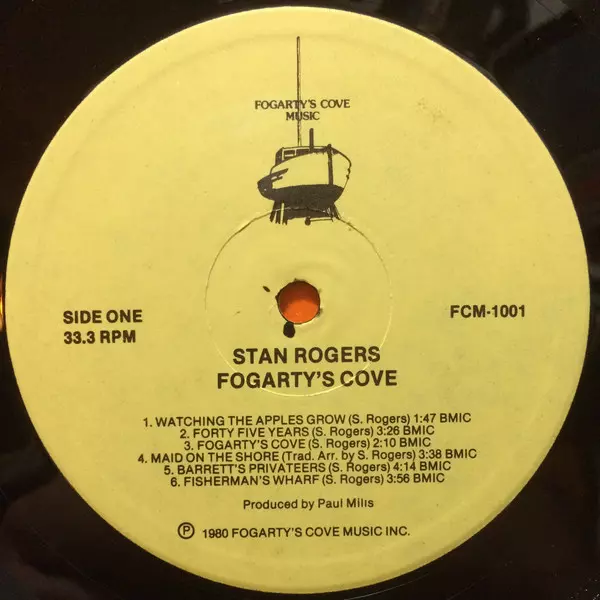 FOGARTY'S COVE
MUSIC
SIDE ONE
33.3 RPM
FCM-1001
STAN ROGERS
FOGARTY'S COVE
1. WATCHING THE APPLES GROW (S. Rogers) 1:47 BMIC
2. FORTY FIVE YEARS (S. Rogers) 3:26 BMIC
3. FOGARTY'S COVE (S. Rogers) 2:10 BMIC
4. MAID ON THE SHORE (Trad. Arr. by S. Rogers) 3:38 BMIC
5. BARRETT'S PRIVATEERS (S. Rogers) 4:14 BMIC
6. FISHERMAN'S WHARF (S. Rogers) 3:56 BMIC
Produced by Paul Mills
Ⓟ 1980 FOGARTY'S COVE MUSIC INC.